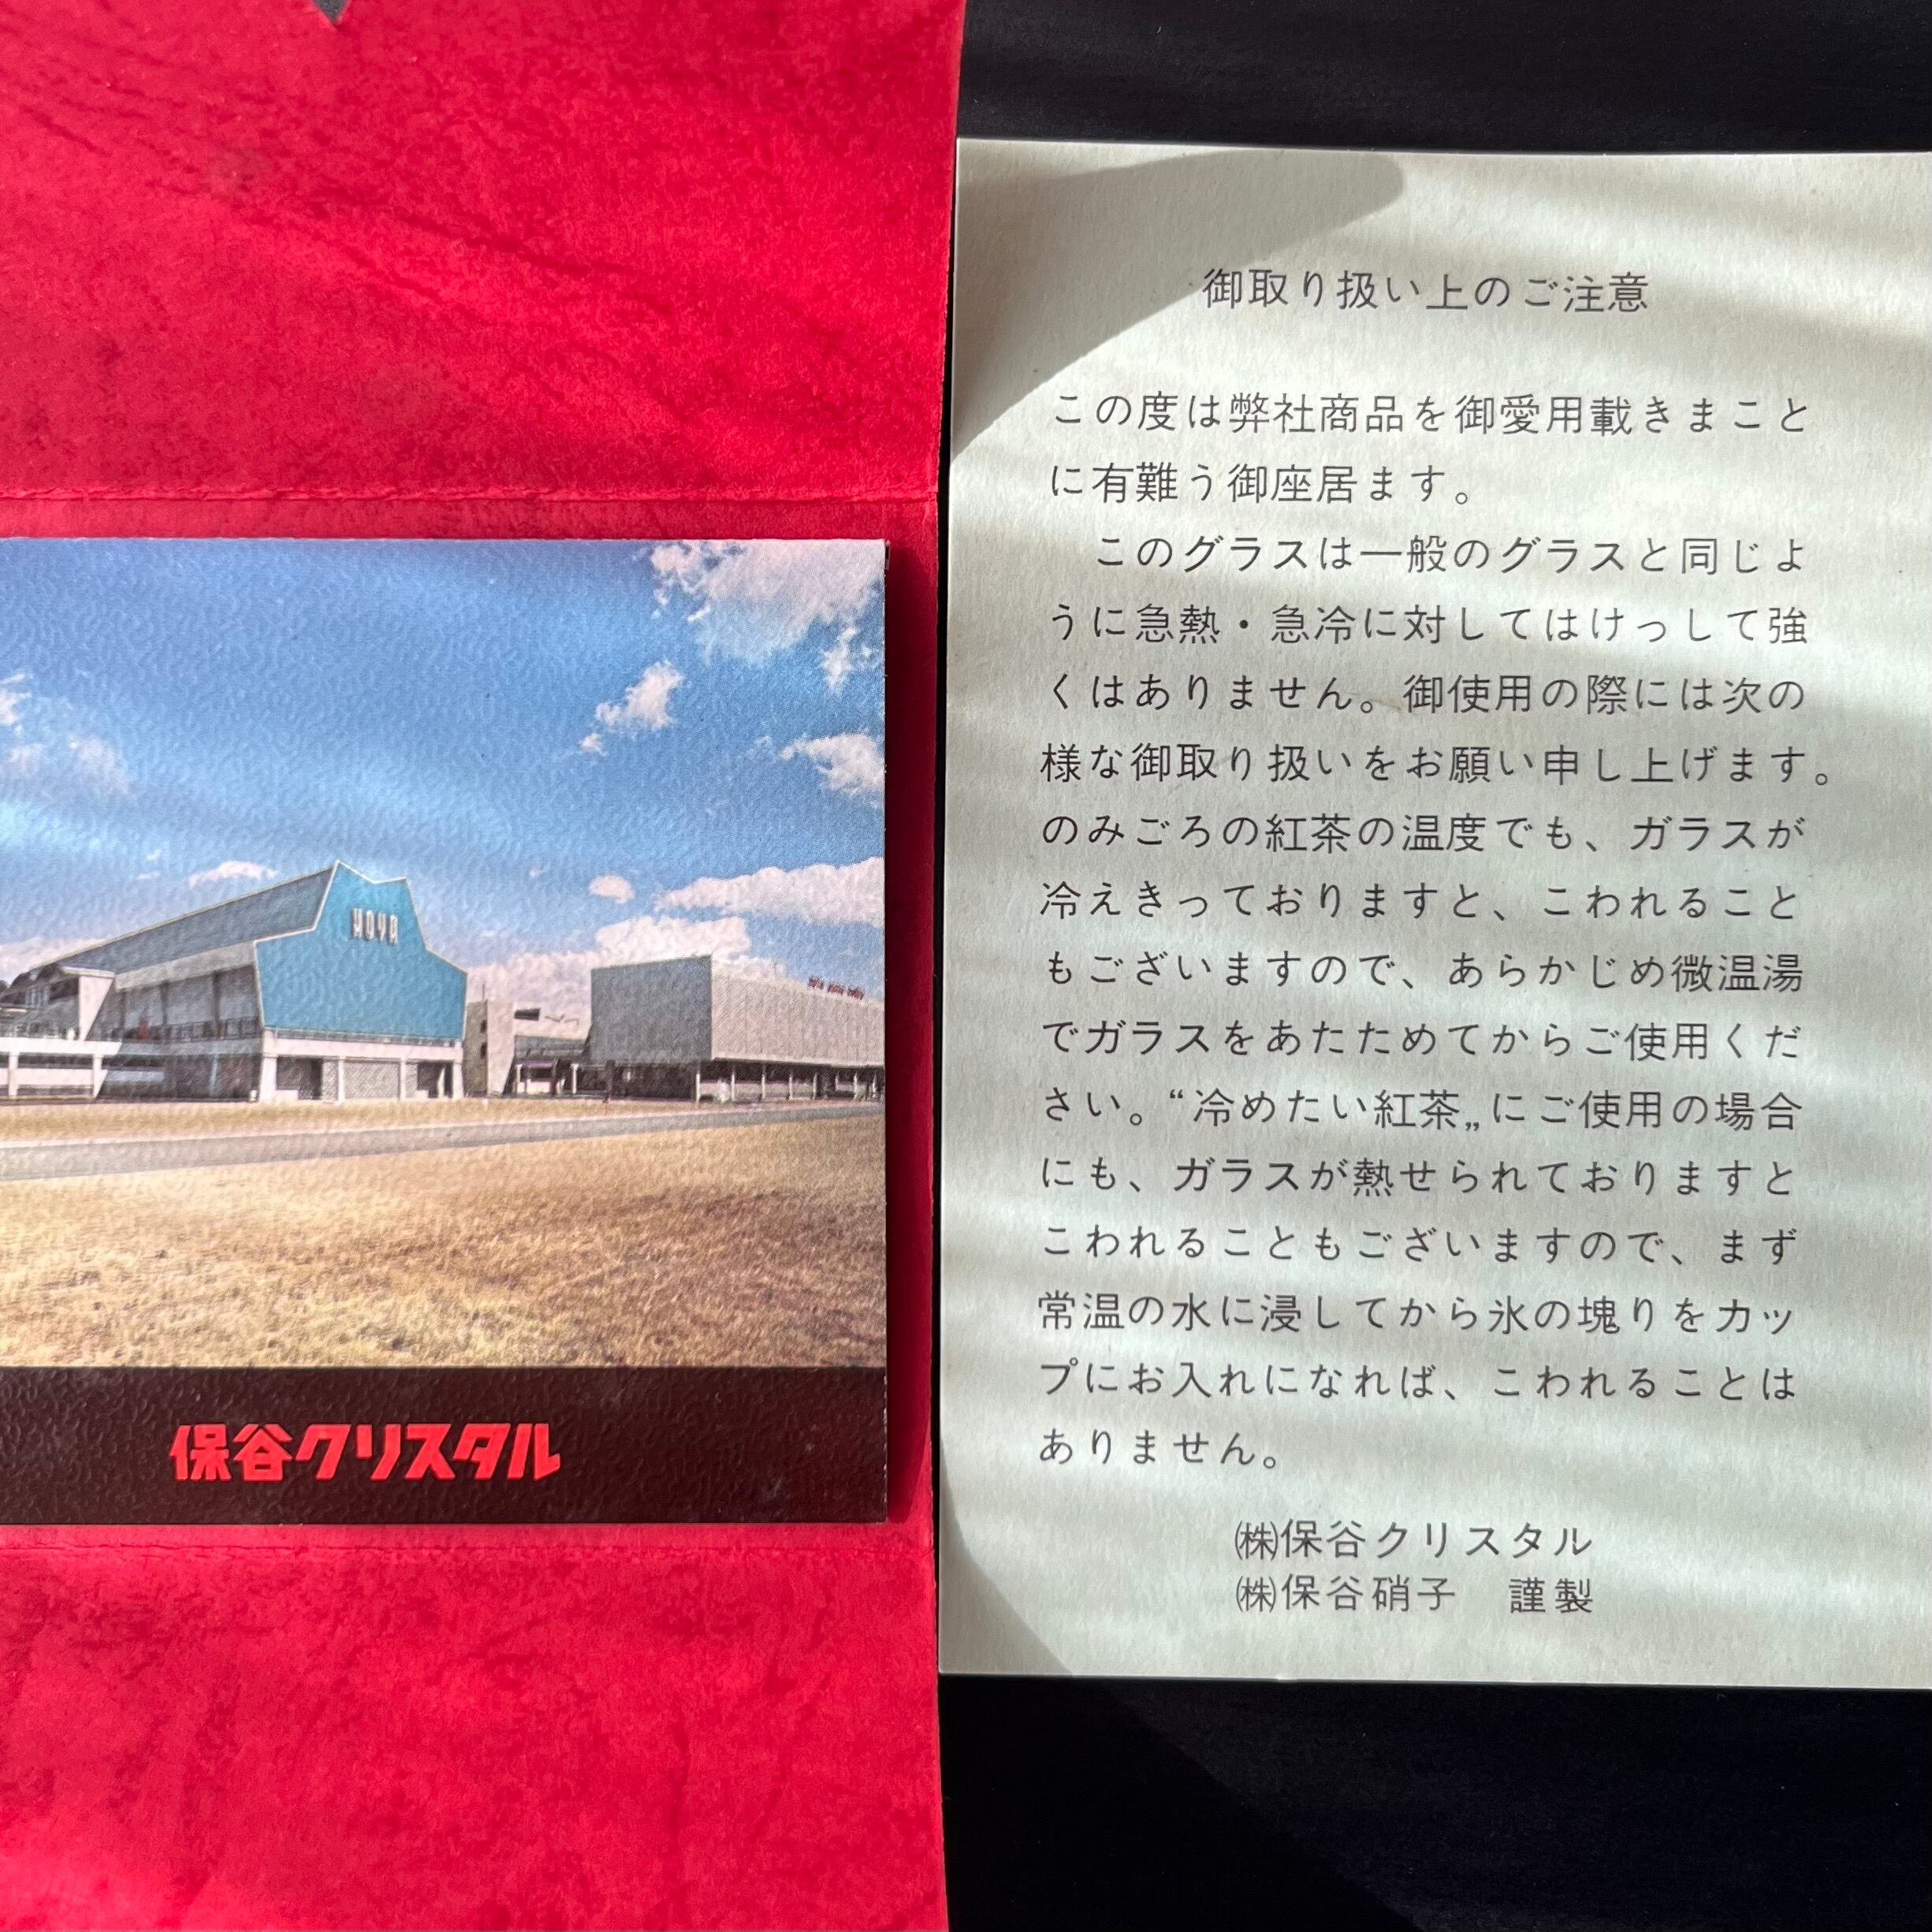 HOYA
保谷クリスタル
御取り扱い上のご注意
この度は弊社商品を御愛用載きまこと
に有難う御座居ます。
このグラスは一般のグラスと同じよ
うに急熱・急冷に対してはけっして強
くはありません。御使用の際には次の
様な御取り扱いをお願い申し上げます。
のみごろの紅茶の温度でも、ガラスが
冷えきっておりますと、こわれること
もございますので、あらかじめ微温湯
でガラスをあたためてからご使用くだ
さい。“冷めたい紅茶„にご使用の場合
にも、ガラスが熱せられておりますと
こわれることもございますので、まず
常温の水に浸してから氷の塊りをカッ
プにお入れになれば、こわれることは
ありません。
㈱保谷クリスタル
㈱保谷硝子　謹製